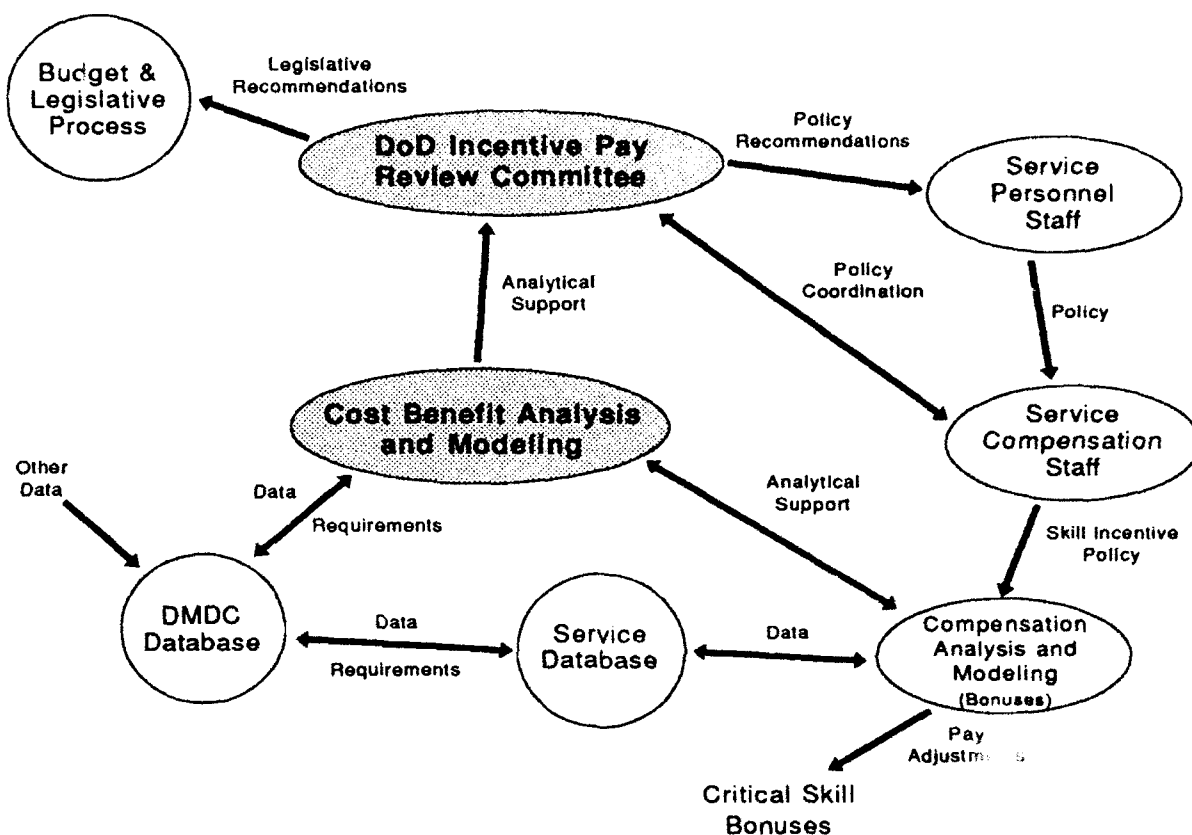 Budget &
Legislative
Process
Legislative
Recommendations
DoD Incentive Pay
Review Committee
Policy
Recommendations
Service
Personnel
Staff
Analytical
Support
Policy
Coordination
Policy
Cost Benefit Analysis
and Modeling
Service
Compensation
Staff
Other
Data
Data
Requirements
Analytical
Support
Skill Incentive
Policy
DMDC
Database
Data
Requirements
Service
Database
Data
Compensation
Analysis and
Modeling
(Bonuses)
Pay
Adjustments
Critical Skill
Bonuses